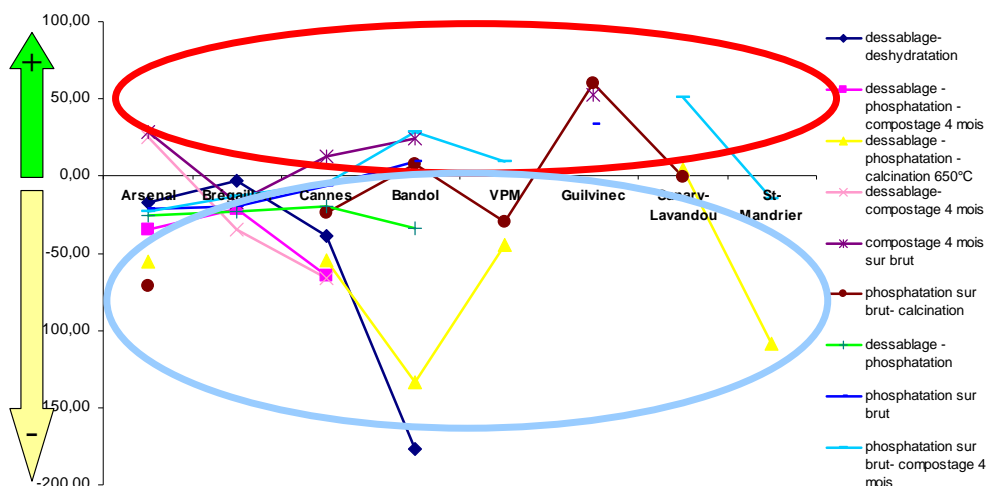 100,00
50,00
0,00
-50,00
100,00
150,00
-200,00
+
-
Arsenal
Brégaillon
Cannes
Bandol
VPM
Guilvinec
Sanary-
Lavandou
St-
Mandrier
dessablage-
deshydratation
dessablage -
phosphatation -
compostage 4 mois
dessablage -
phosphatation -
calcination 650°C
dessablage-
compostage 4 mois
compostage 4 mois
sur brut
phosphatation sur
brut- calcination
dessablage -
phosphatation
phosphatation sur
brut
phosphatation sur
brut- compostage 4
mois